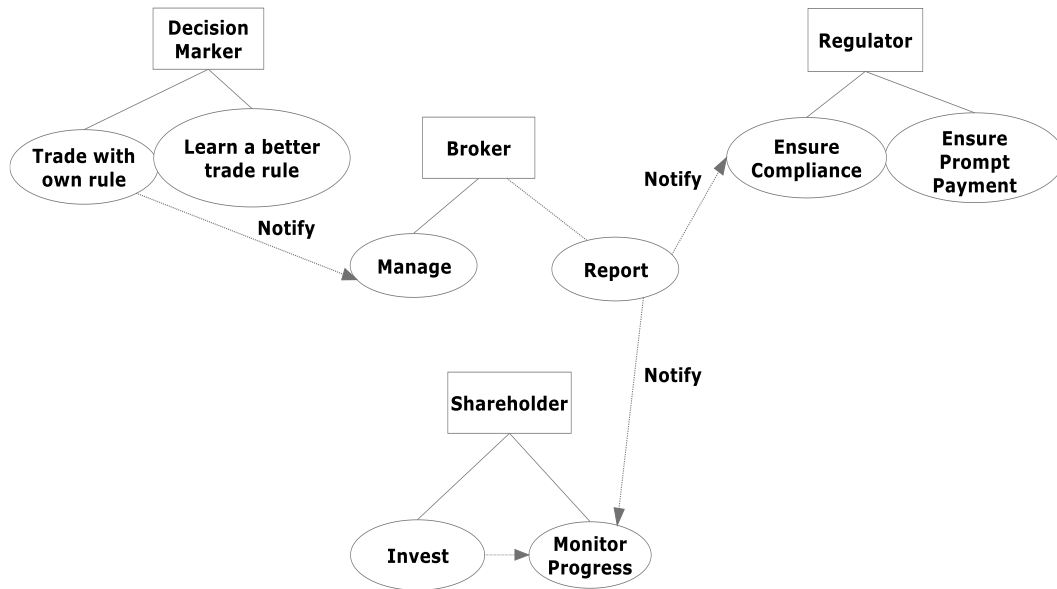 Decision
Marker
Regulator
Trade with
own rule
Learn a better
trade rule
Broker
Ensure
Compliance
Ensure
Prompt
Payment
Notify
Notify
Manage
Report
Notify
Shareholder
Invest
Monitor
Progress